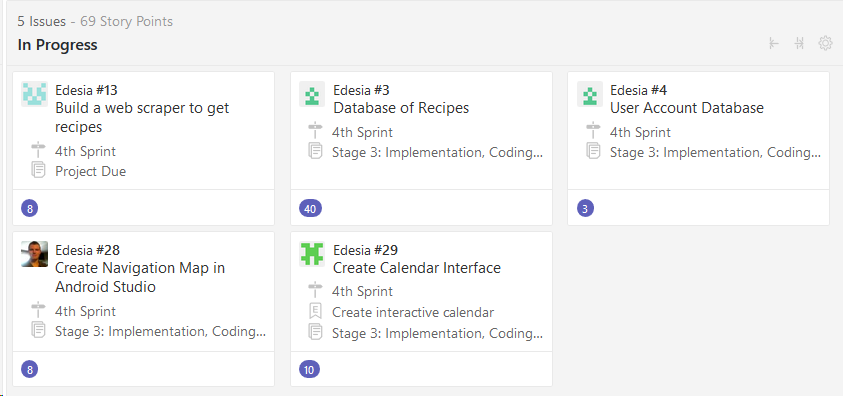 5 Issues - 69 Story Points
In Progress
Edesia #13
Build a web scraper to get
recipes
4th Sprint
Project Due
8
Edesia #3
Database of Recipes
4th Sprint
Stage 3: Implementation, Coding...
40
Edesia #4
User Account Database
4th Sprint
Stage 3: Implementation, Coding...
3
Edesia #28
Create Navigation Map in
Android Studio
4th Sprint
Stage 3: Implementation, Coding...
8
Edesia #29
Create Calendar Interface
4th Sprint
E
Create interactive calendar
Stage 3: Implementation, Coding...
10